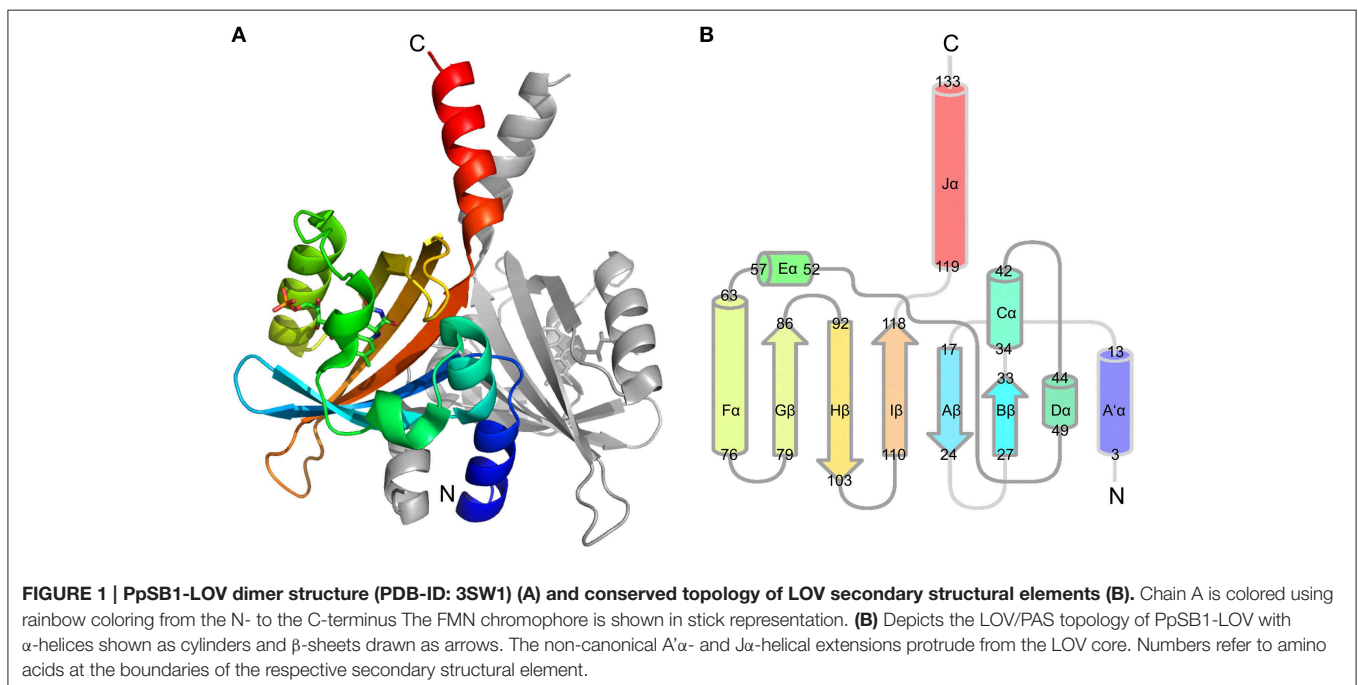 A
B
C
N
C
133
Jα
119
57 Eα 52
42
63
Cα
86
92
118
17
34
13
33
44
Fα
Gβ
Hβ
Iβ
Aβ
Bβ
Dα
A'α
49
76
79
103
110
24
27
3
N
FIGURE 1 | PpSB1-LOV dimer structure (PDB-ID: 3SW1) (A) and conserved topology of LOV secondary structural elements (B). Chain A is colored using
rainbow coloring from the N- to the C-terminus The FMN chromophore is shown in stick representation. (B) Depicts the LOV/PAS topology of PpSB1-LOV with
α-helices shown as cylinders and β-sheets drawn as arrows. The non-canonical A'α- and Jα-helical extensions protrude from the LOV core. Numbers refer to amino
acids at the boundaries of the respective secondary structural element.